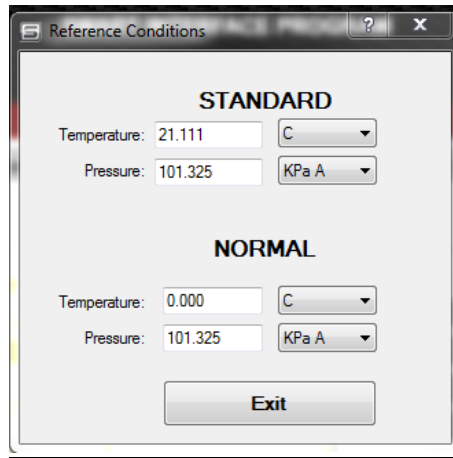 Reference Conditions
STANDARD
Temperature: 21.111 C
Pressure: 101.325 KPa A
NORMAL
Temperature: 0.000 C
Pressure: 101.325 KPa A
Exit